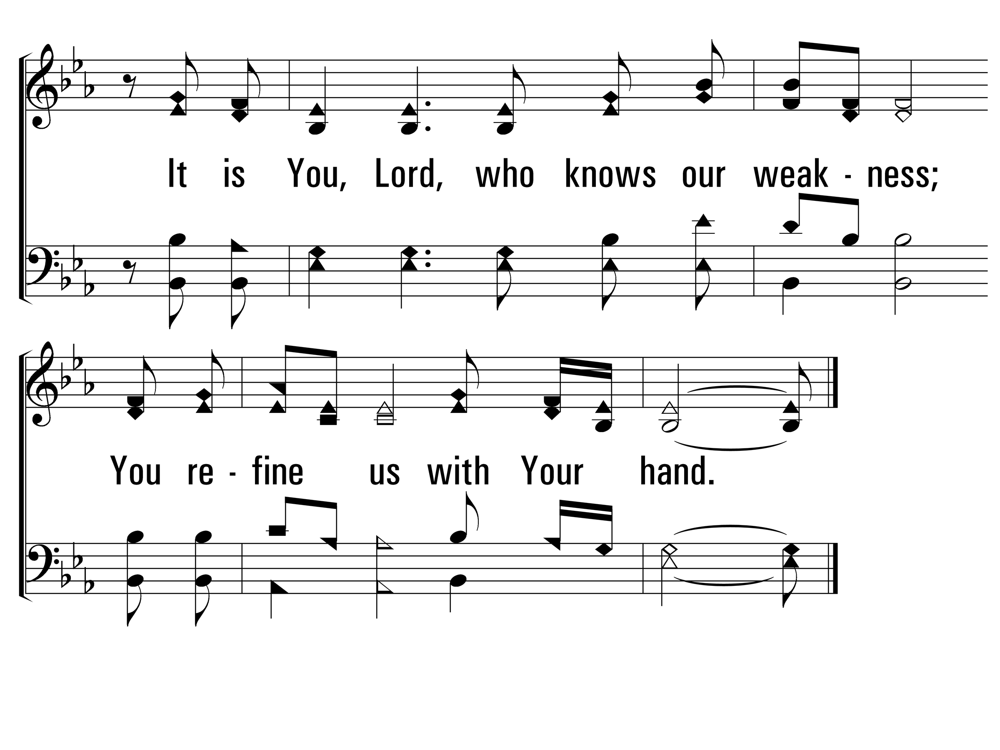 It is You, Lord, who knows our weak - ness;
You re - fine us with Your hand.